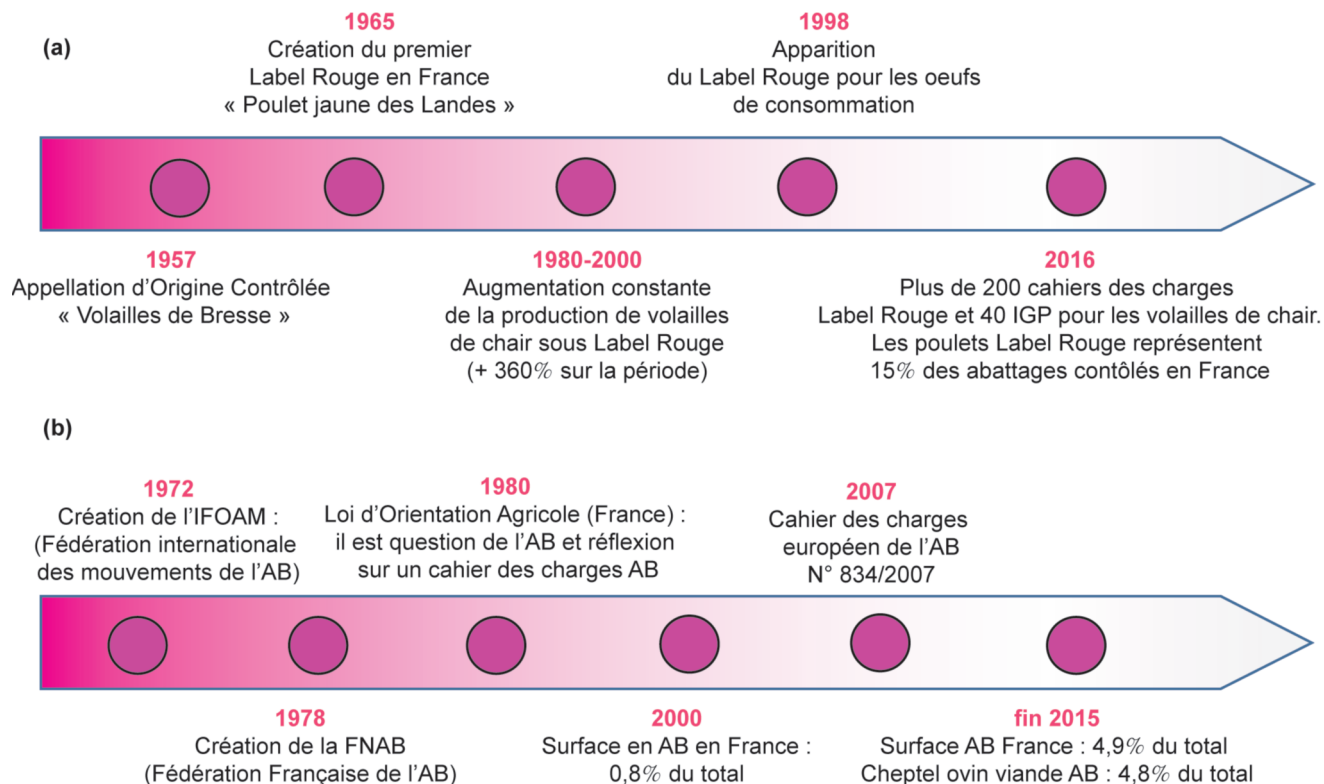 (a)
1965
Création du premier
Label Rouge en France
« Poulet jaune des Landes »
1998
Apparition
du Label Rouge pour les oeufs
de consommation
1957
Appellation d'Origine Contrôlée
« Volailles de Bresse »
1980-2000
Augmentation constante
de la production de volailles
de chair sous Label Rouge
(+ 360% sur la période)
2016
Plus de 200 cahiers des charges
Label Rouge et 40 IGP pour les volailles de chair.
Les poulets Label Rouge représentent
15% des abattages contôlés en France
(b)
1972
Création de l'IFOAM :
(Fédération internationale
des mouvements de l'AB)
1980
Loi d'Orientation Agricole (France) :
il est question de l'AB et réflexion
sur un cahier des charges AB
2007
Cahier des charges
européen de l'AB
N° 834/2007
1978
Création de la FNAB
(Fédération Française de l'AB)
2000
Surface en AB en France :
0,8% du total
fin 2015
Surface AB France : 4,9% du total
Cheptel ovin viande AB : 4,8% du total